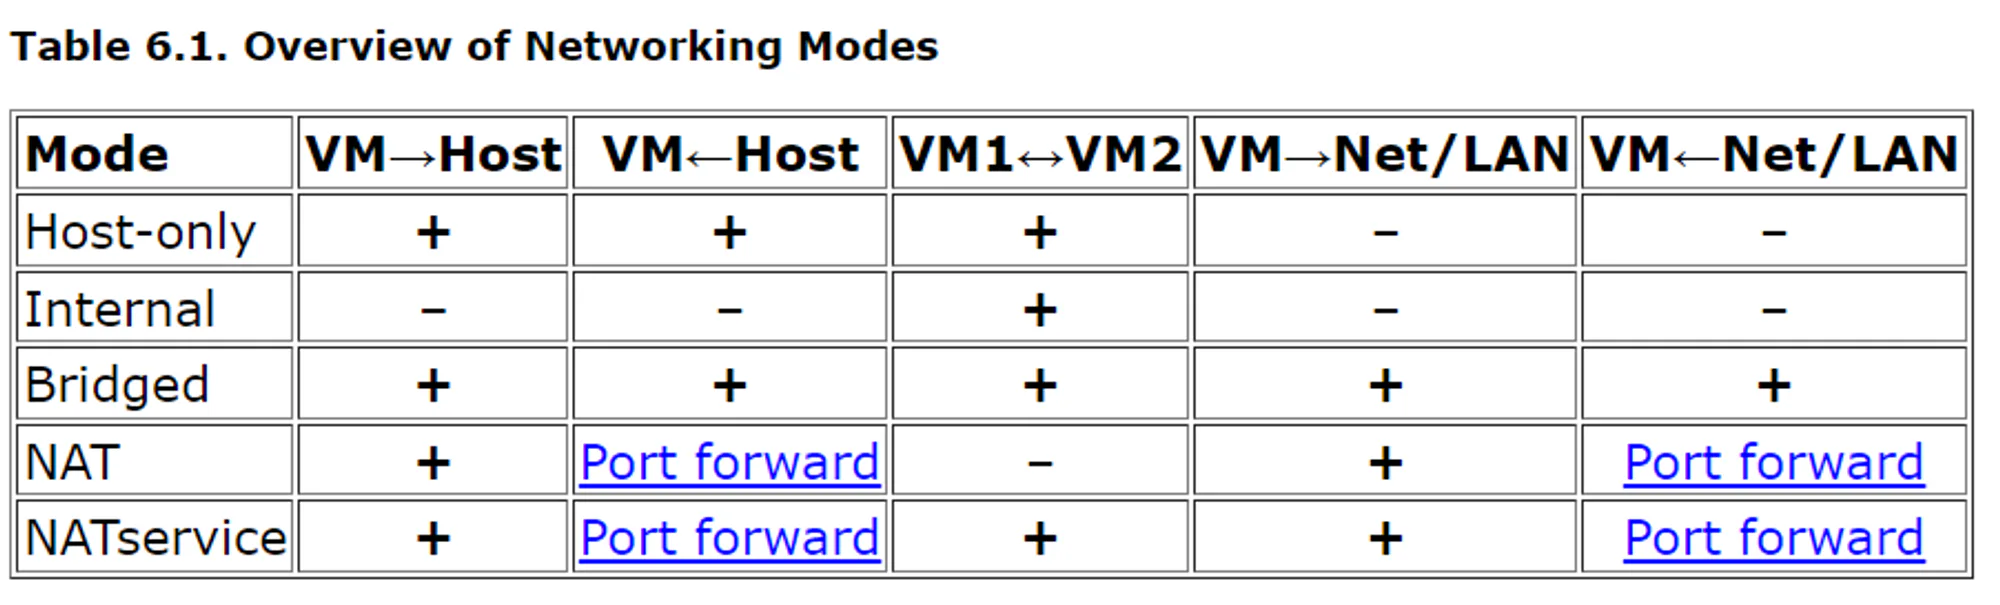 Table 6.1. Overview of Networking Modes
Mode VM→Host VM←Host VM1↔VM2 VM→Net/LAN VM←Net/LAN
Host-only + + + – –
Internal – – + – –
Bridged + + + + +
NAT + Port forward – + Port forward
NATservice + Port forward + + Port forward